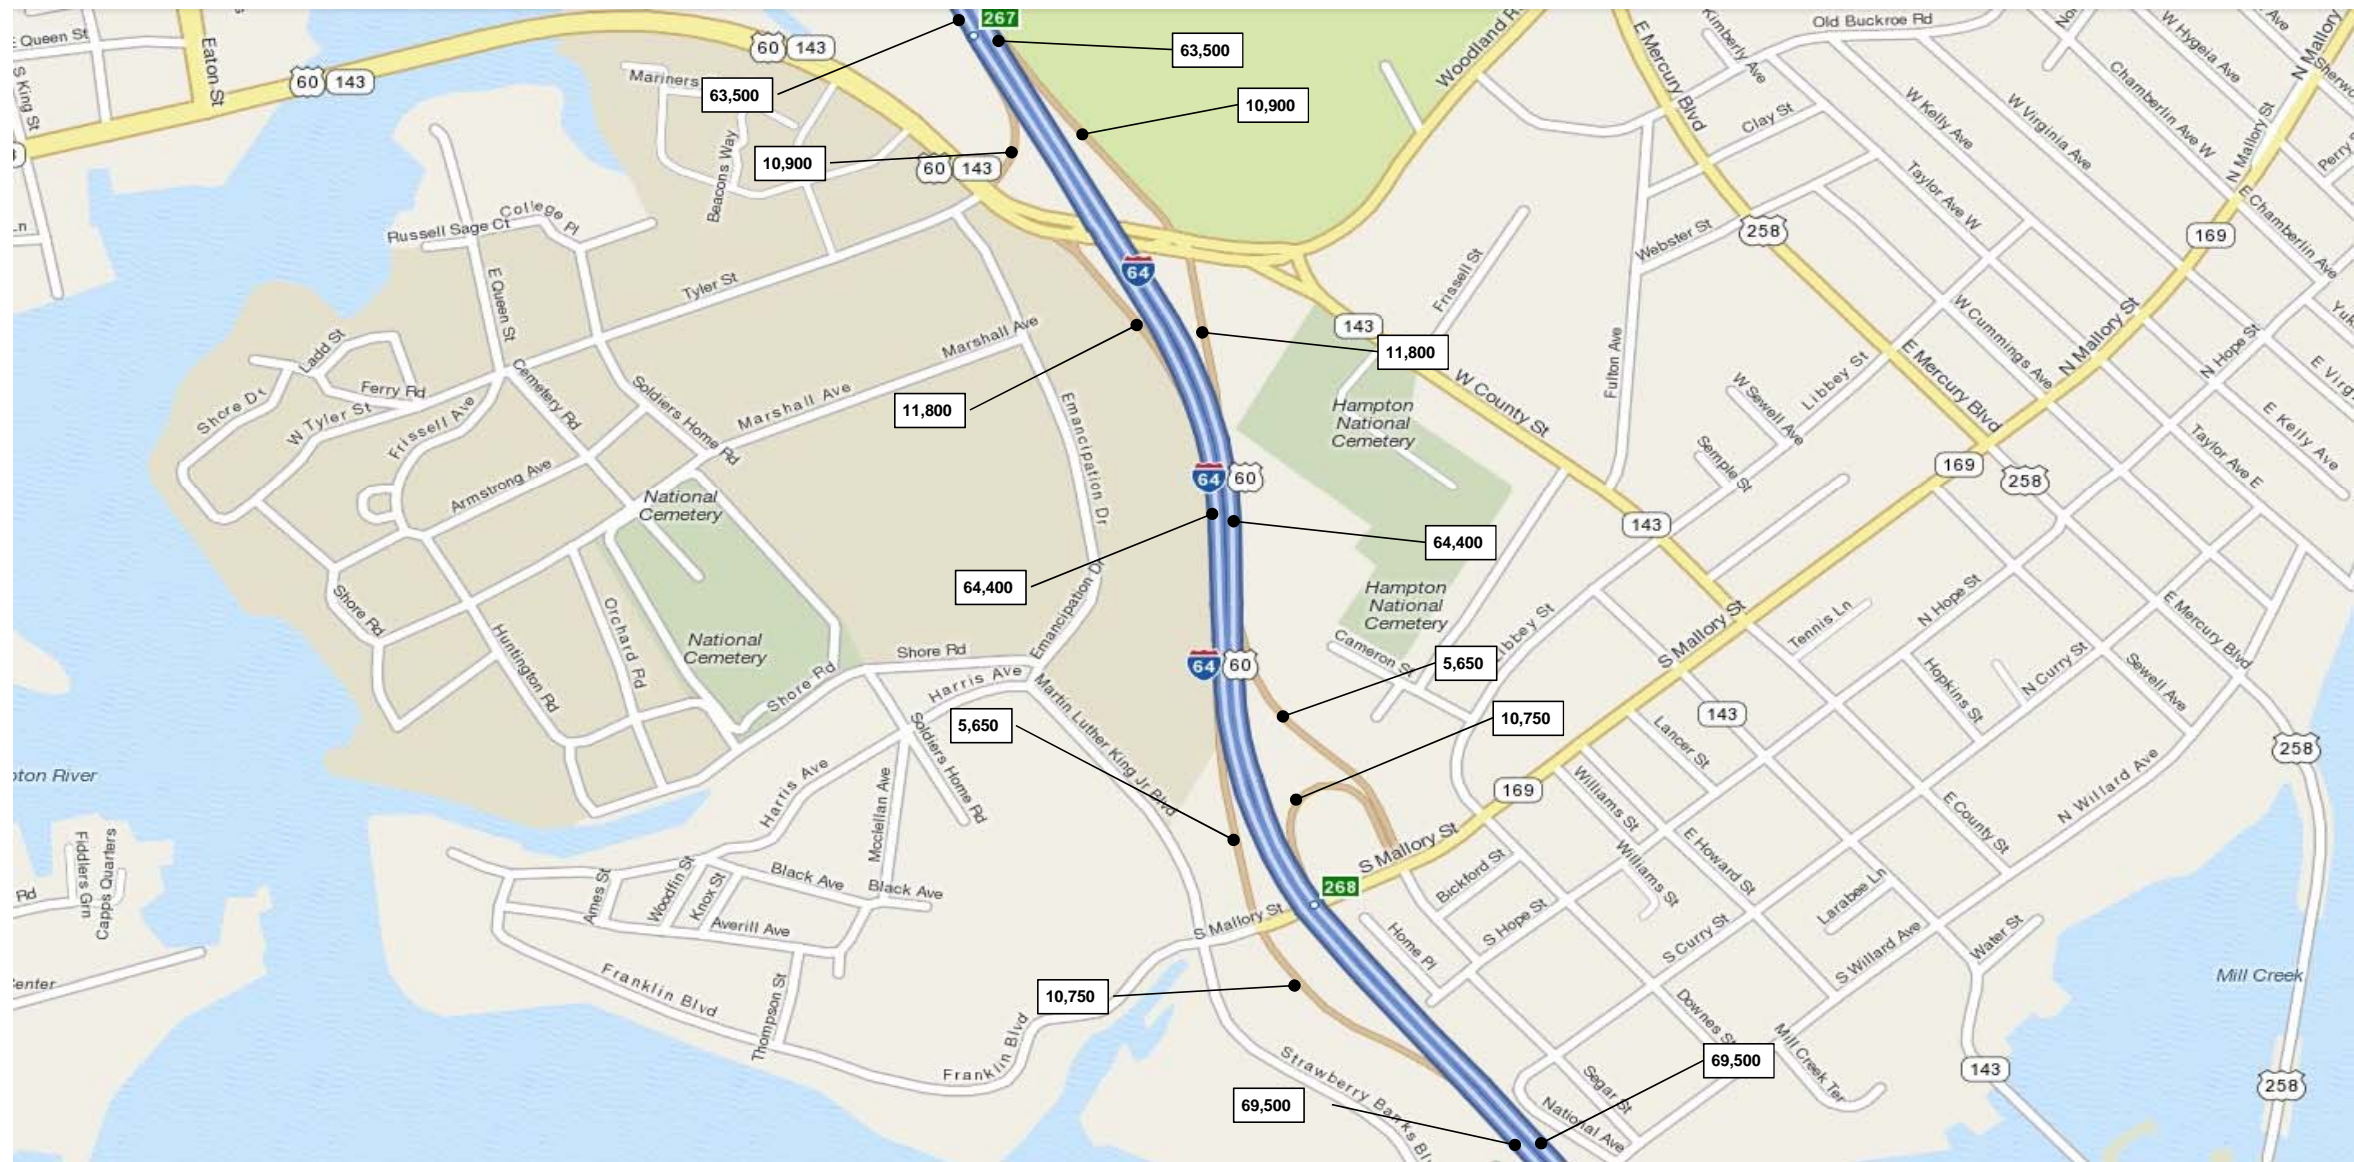 267
Old Buckroe Rd
Kimberly Ave
W Hygeia Ave
N Mallory
E Queen St
Eaton St
60
143
63,500
Woodland
E Mercury Blvd
S King St
60
143
Mariners
63,500
10,900
Clay St
W Kelly Ave
W Virginia Ave
Chamberlin Ave W
N Mallory St
Perry
Beacons Way
10,900
60
143
Taylor Ave W
E Chamberlin Ave
College Pl
Russell Sage Ct
Webster St
258
169
E Queen St
Tyler St
64
Frissell St
143
11,800
Fulton Ave
W Cummings Ave
N Mallory St
N Hope St
Ladd St
Marshall Ave
Ferry Rd
Shore Dr
W Tyler St
Frissell Ave
Cemetery Rd
Soldiers Home Rd
Marshall Ave
11,800
Emancipation Dr
Hampton
National
Cemetery
W County St
W Sewell Ave
Libbey St
E Mercury Blvd
E Kelly Ave
Taylor Ave E
Semple St
169
258
Armstrong Ave
National
Cemetery
64
60
143
64,400
64,400
Hampton
National
Cemetery
Shore Rd
Huntington Rd
Orchard Rd
National
Cemetery
Shore Rd
Shore Rd
Harris Ave
Emancipation Dr
64
60
Cameron St
Libbey St
5,650
S Mallory St
Tennis Ln
N Hope St
E Mercury Blvd
Hopkins St
N Curry St
Sewell Ave
143
Lancer St
10,750
5,650
Martin Luther King Jr Blvd
Soldiers Home Rd
258
Harris Ave
Mcclellan Ave
169
Williams St
Williams St
E Howard St
E County St
N Willard Ave
Fiddlers Grn
Capps Quarters
Rd
Ames St
Woodfin St
Knox St
Black Ave
Black Ave
Averill Ave
S Mallory St
268
S Mallory St
Bickford St
S Hope St
Home Pl
S Curry St
Larabee Ln
S Willard Ave
Water St
Mill Creek
Franklin Blvd
Thompson St
10,750
Franklin Blvd
Downes St
Mill Creek Ter
69,500
143
258
Strawberry Banks
Segar St
National Ave
69,500